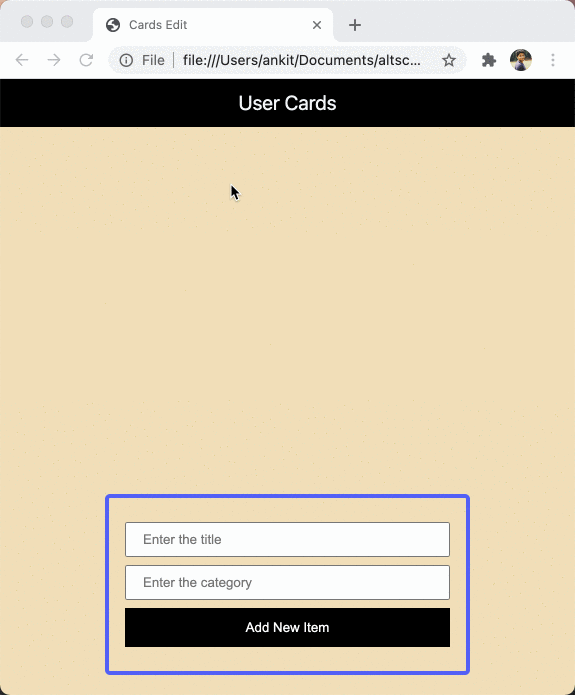 Cards Edit
File | file:///Users/ankit/Documents/altsc...
User Cards
Enter the title
Enter the category
Add New Item